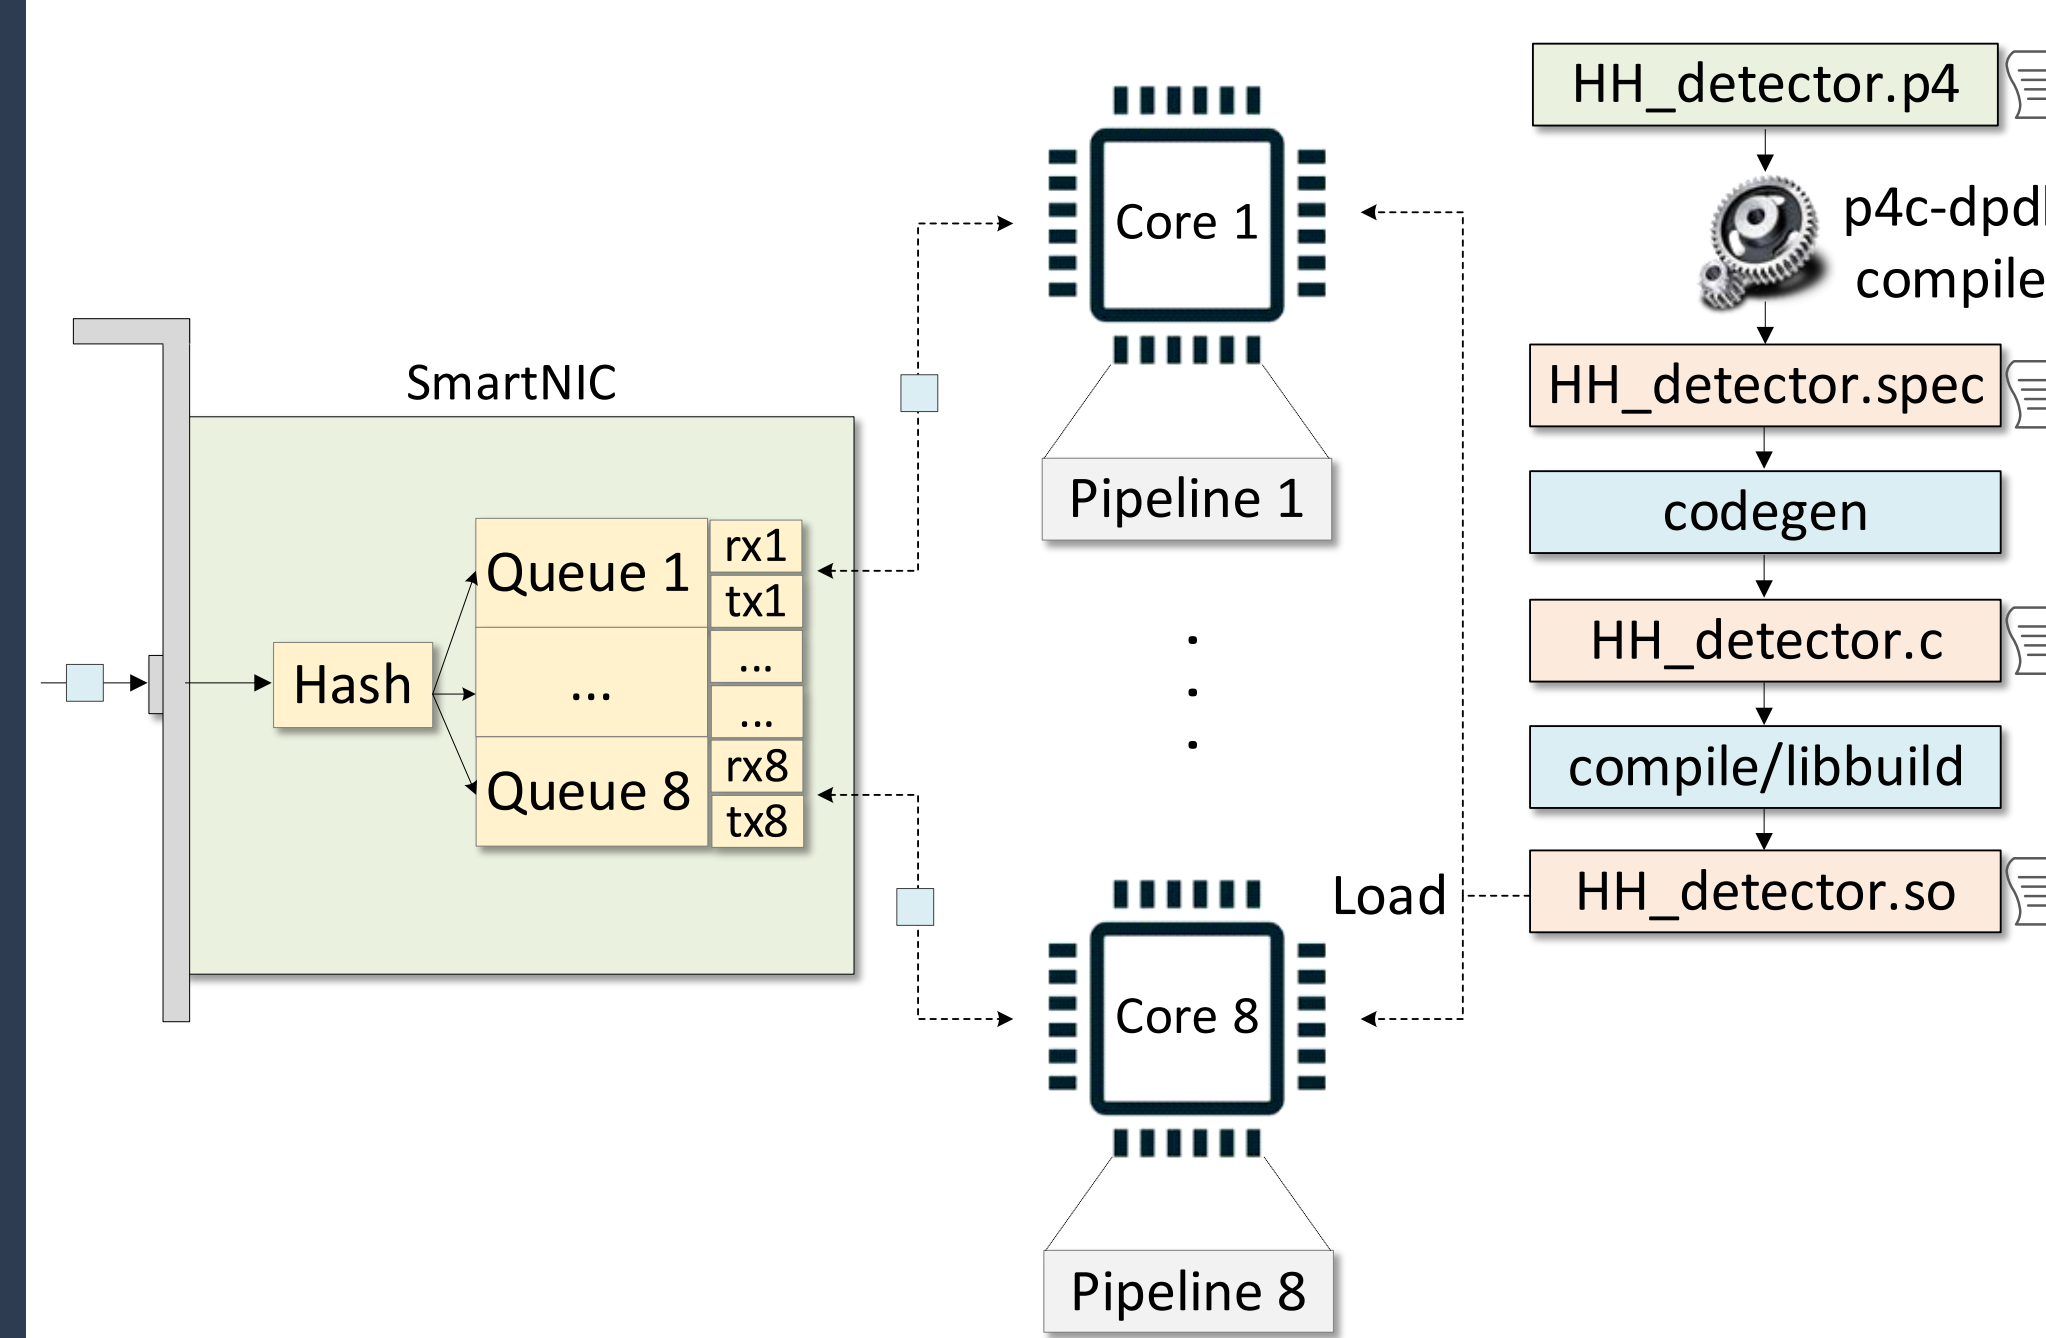 SmartNIC
Hash
Queue 1
rx1
tx1
...
...
...
Queue 8
rx8
tx8
Core 1
Pipeline 1
.
.
.
Core 8
Pipeline 8
Load
HH_detector.p4
p4c-dpd
compile
HH_detector.spec
codegen
HH_detector.c
compile/libbuild
HH_detector.so